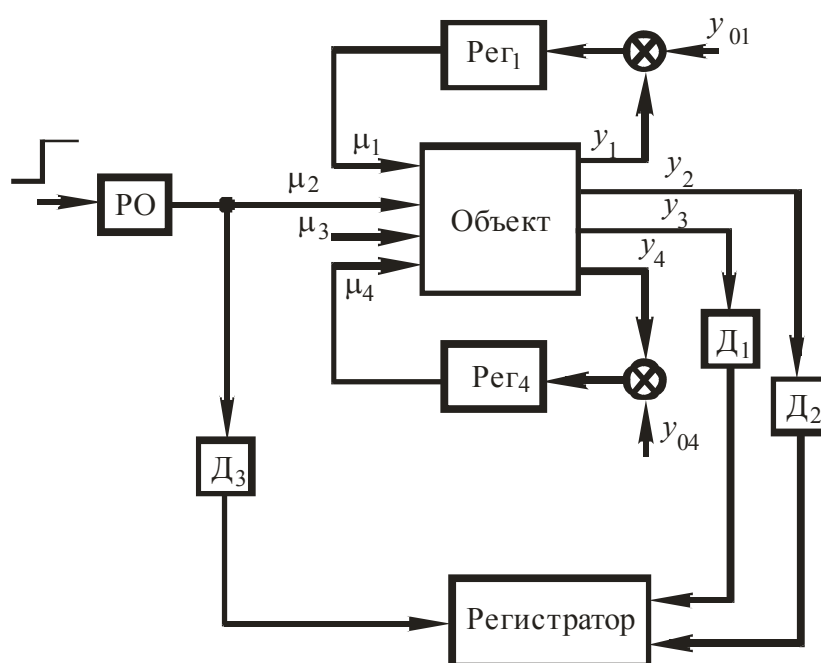 y₀₁
Рег₁
μ₁
y₁
РО
μ₂
y₂
Объект
μ₃
y₃
μ₄
y₄
Д₁
Рег₄
Д₂
y₀₄
Д₃
Регистратор